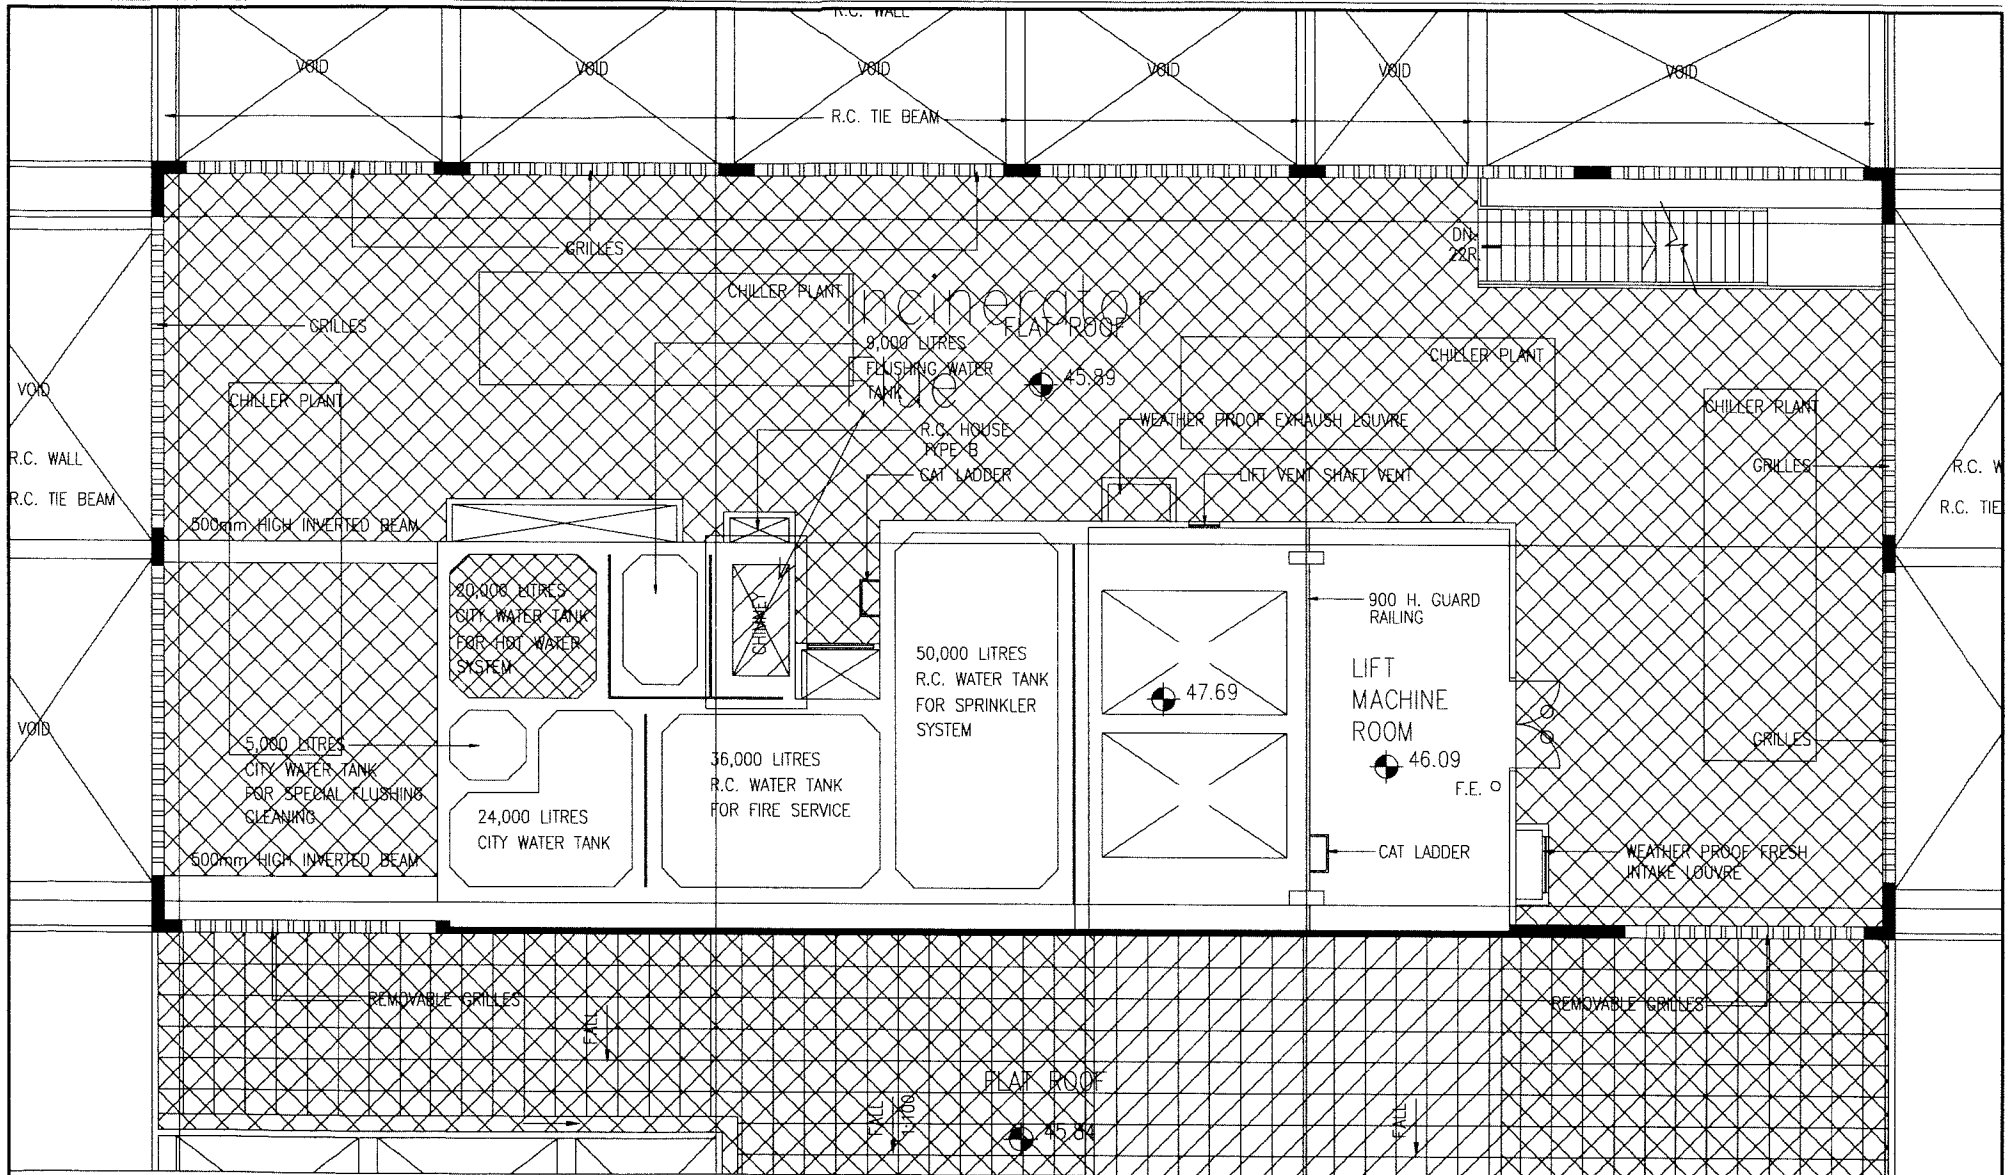 R.C. WALL
VOID
VOID
VOID
VOID
VOID
VOID
R.C. TIE BEAM
GRILLES
DN.
22R.
CHILLER PLANT
Incinerator
Flue
FLAT ROOF
45.89
GRILLES
9,000 LITRES
FLUSHING WATER
TANK
CHILLER PLANT
VOID
CHILLER PLANT
CHILLER PLANT
WEATHER PROOF EXHAUSH LOUVRE
R.C. HOUSE
TYPE B
CAT LADDER
LIFT VENT SHAFT VENT
GRILLES
R.C. WALL
R.C. TIE BEAM
R.C. W
R.C. TIE
500mm HIGH INVERTED BEAM
20,000 LITRES
CITY WATER TANK
FOR HOT WATER
SYSTEM
CHIMNEY
900 H. GUARD
RAILING
50,000 LITRES
R.C. WATER TANK
FOR SPRINKLER
SYSTEM
47.69
LIFT
MACHINE
ROOM
46.09
F.E.
VOID
5,000 LITRES
CITY WATER TANK
FOR SPECIAL FLUSHING
CLEANING
36,000 LITRES
R.C. WATER TANK
FOR FIRE SERVICE
24,000 LITRES
CITY WATER TANK
GRILLES
500mm HIGH INVERTED BEAM
CAT LADDER
WEATHER PROOF FRESH
INTAKE LOUVRE
REMOVABLE GRILLES
REMOVABLE GRILLES
FALL
FLAT ROOF
45.84
FALL
1:100
FALL